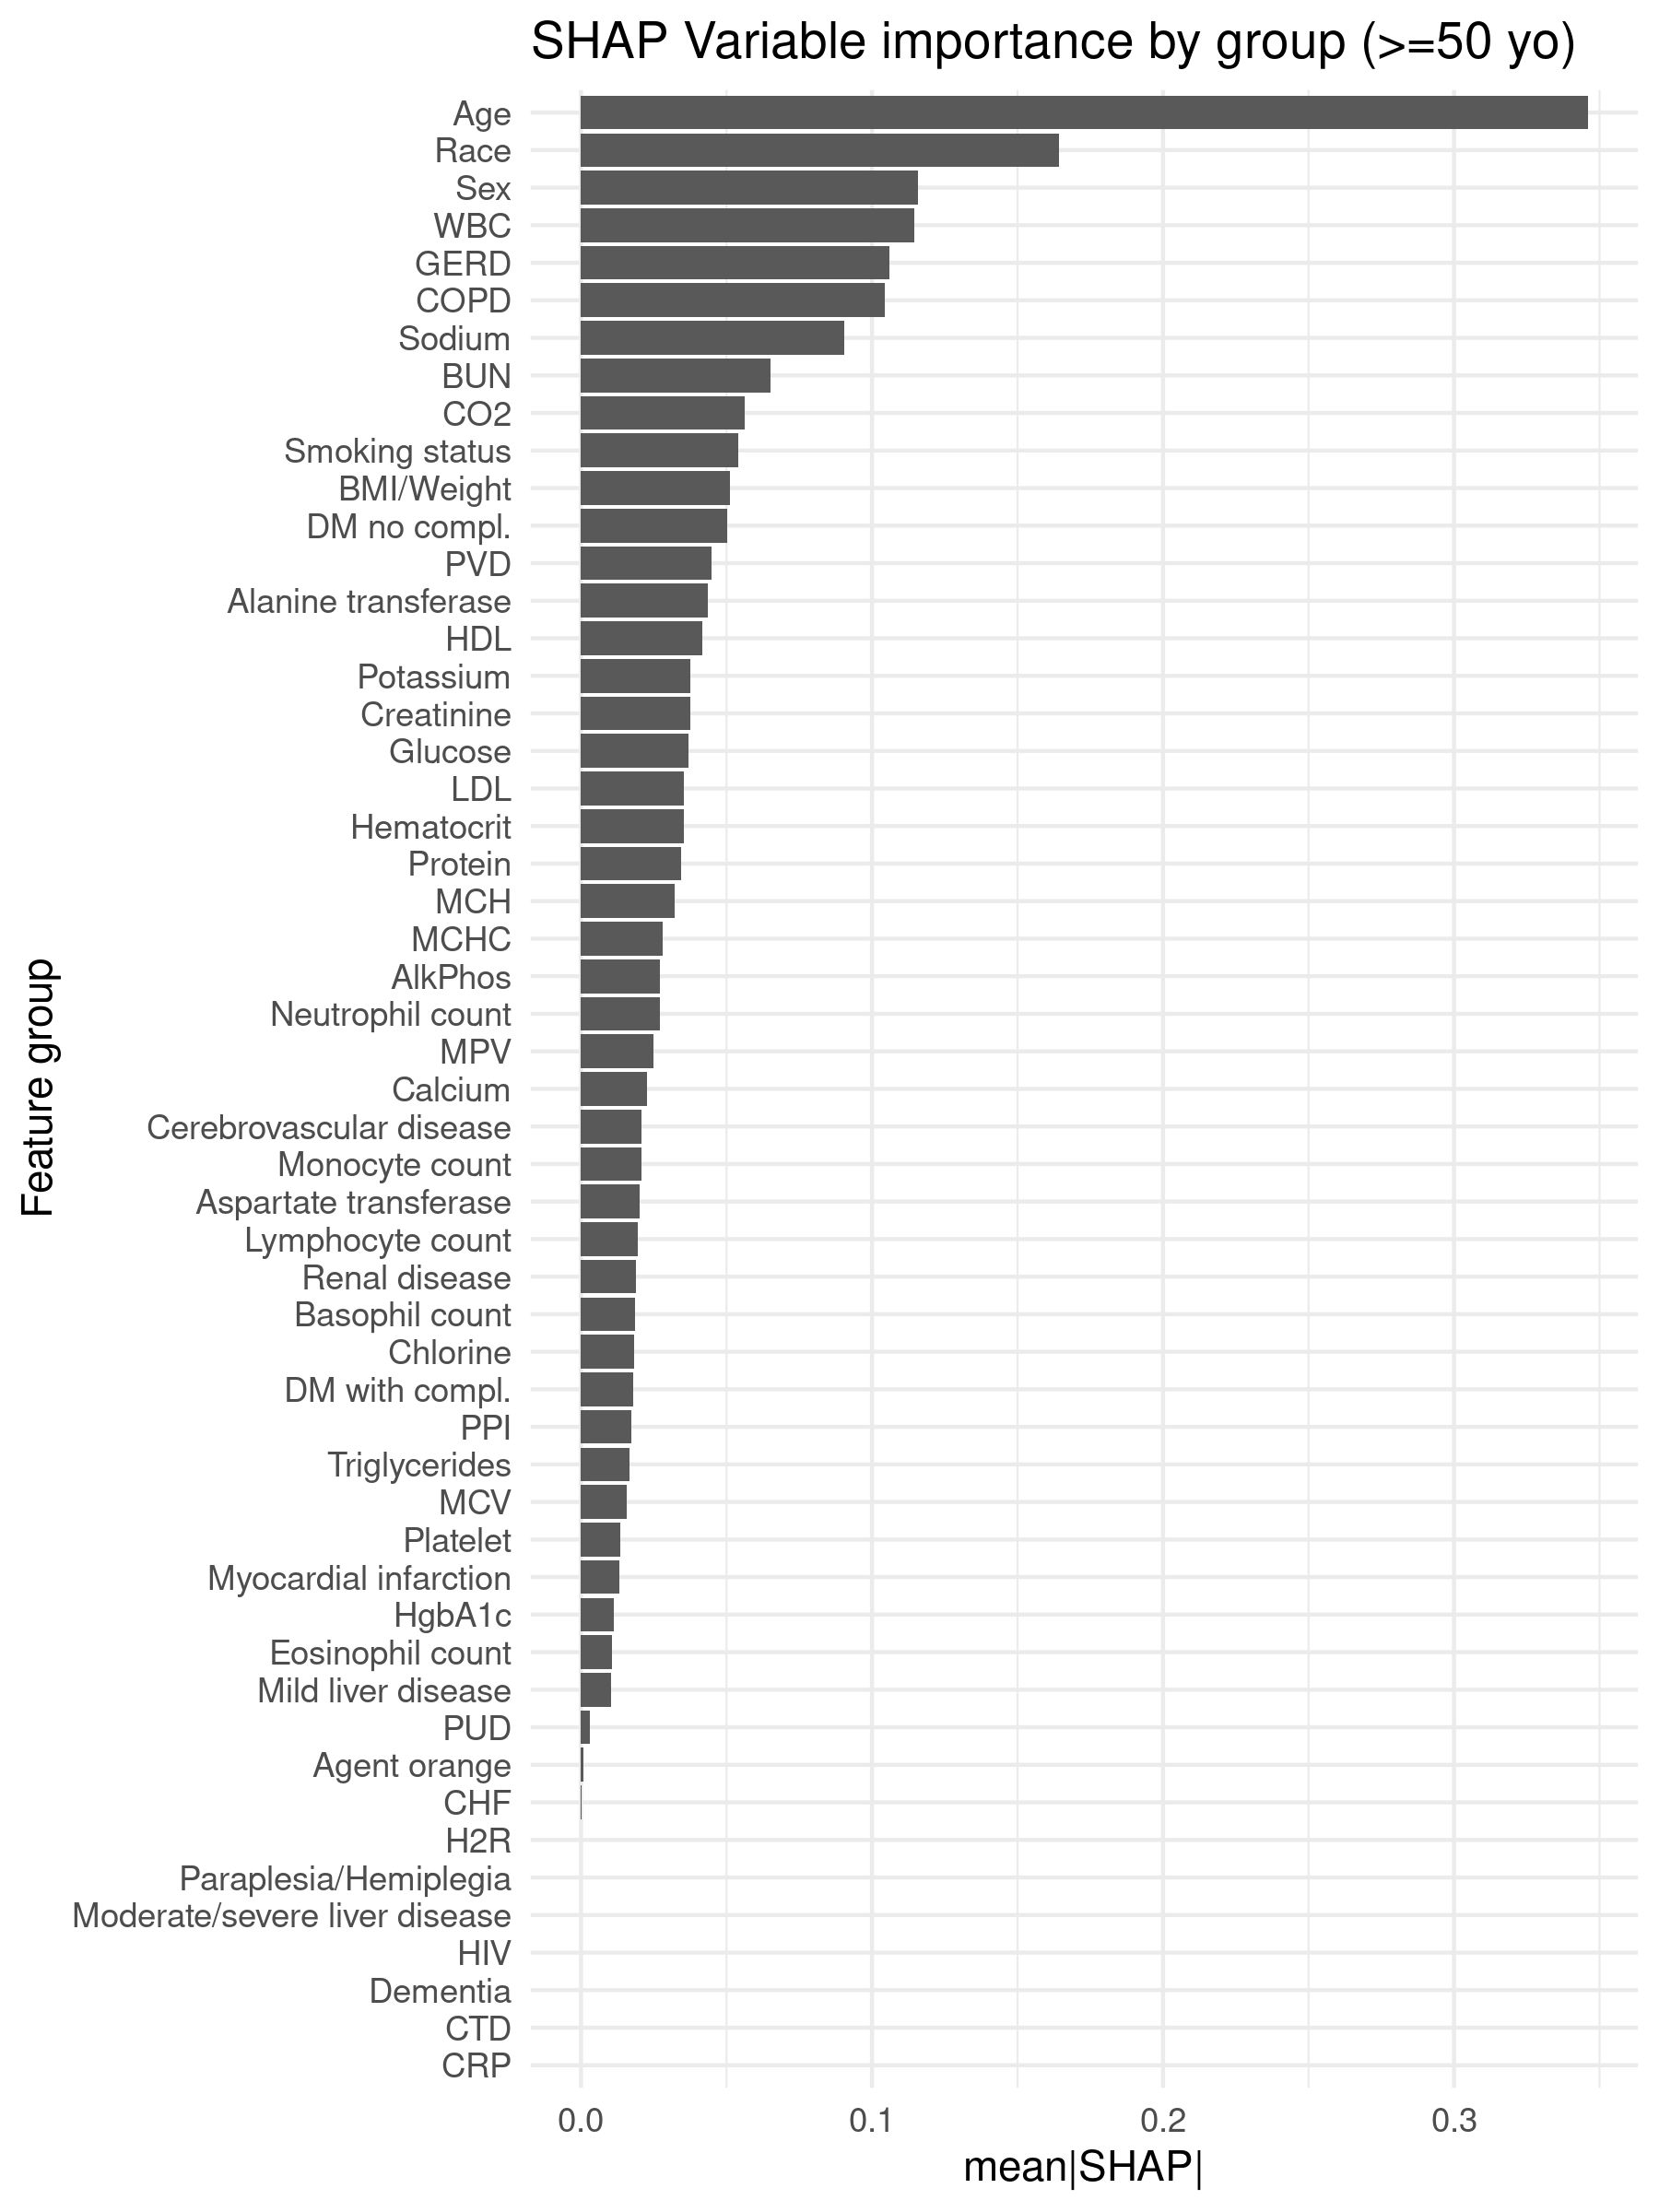 SHAP Variable importance by group (>=50 yo)
Age
Race
Sex
WBC
GERD
COPD
Sodium
BUN
CO2
Smoking status
BMI/Weight
DM no compl.
PVD
Alanine transferase
HDL
Potassium
Creatinine
Glucose
LDL
Hematocrit
Protein
MCH
MCHC
AlkPhos
Neutrophil count
MPV
Calcium
Cerebrovascular disease
Monocyte count
Aspartate transferase
Lymphocyte count
Renal disease
Basophil count
Chlorine
DM with compl.
PPI
Triglycerides
MCV
Platelet
Myocardial infarction
HgbA1c
Eosinophil count
Mild liver disease
PUD
Agent orange
CHF
H2R
Paraplesia/Hemiplegia
Moderate/severe liver disease
HIV
Dementia
CTD
CRP
Feature group
0.0 0.1 0.2 0.3
mean|SHAP|